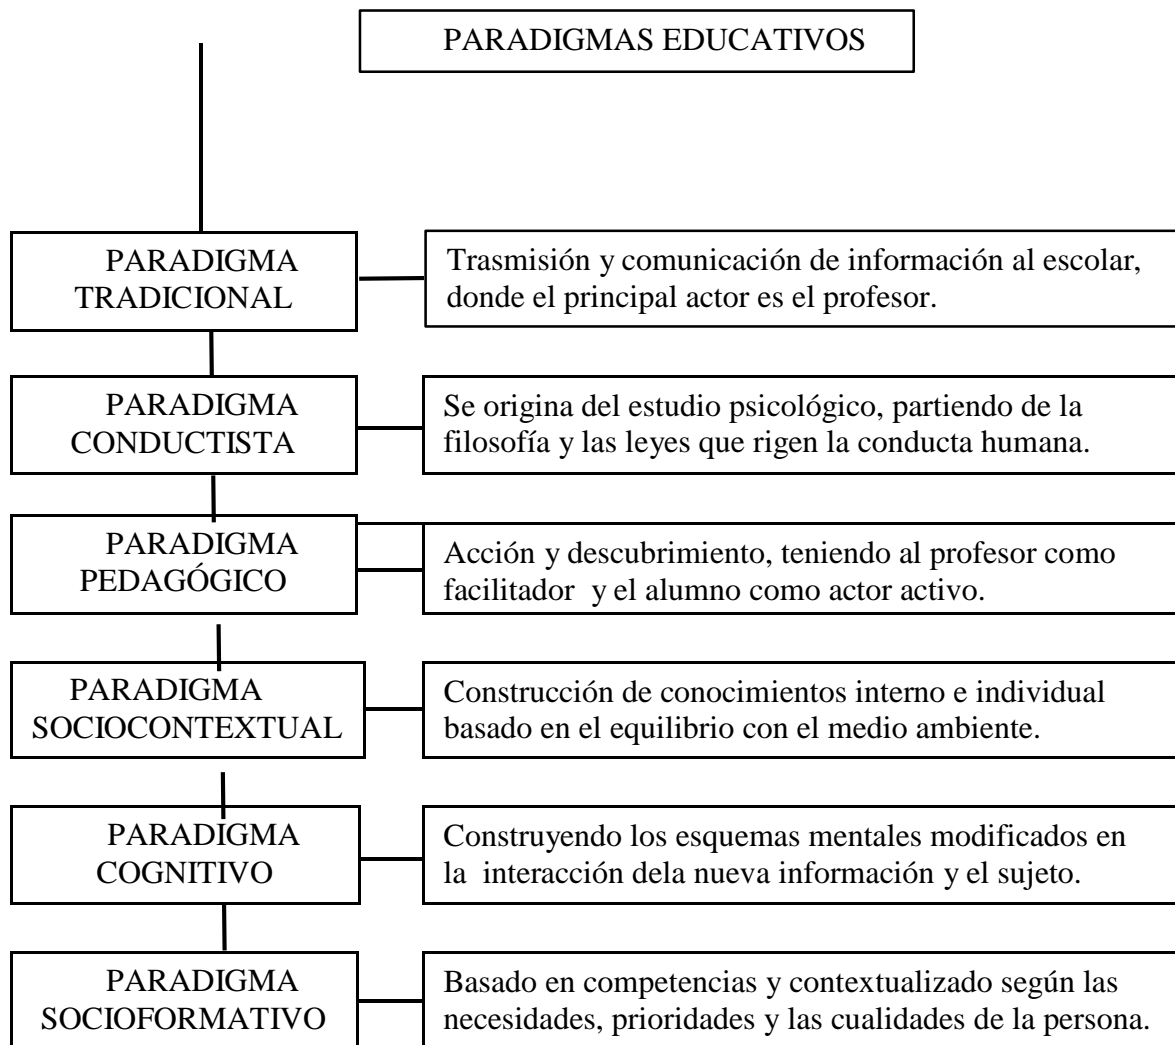 PARADIGMAS EDUCATIVOS
PARADIGMA
TRADICIONAL
Trasmisión y comunicación de información al escolar,
donde el principal actor es el profesor.
PARADIGMA
CONDUCTISTA
Se origina del estudio psicológico, partiendo de la
filosofía y las leyes que rigen la conducta humana.
PARADIGMA
PEDAGÓGICO
Acción y descubrimiento, teniendo al profesor como
facilitador y el alumno como actor activo.
PARADIGMA
SOCIOCONTEXTUAL
Construcción de conocimientos interno e individual
basado en el equilibrio con el medio ambiente.
PARADIGMA
COGNITIVO
Construyendo los esquemas mentales modificados en
la interacción dela nueva información y el sujeto.
PARADIGMA
SOCIOFORMATIVO
Basado en competencias y contextualizado según las
necesidades, prioridades y las cualidades de la persona.